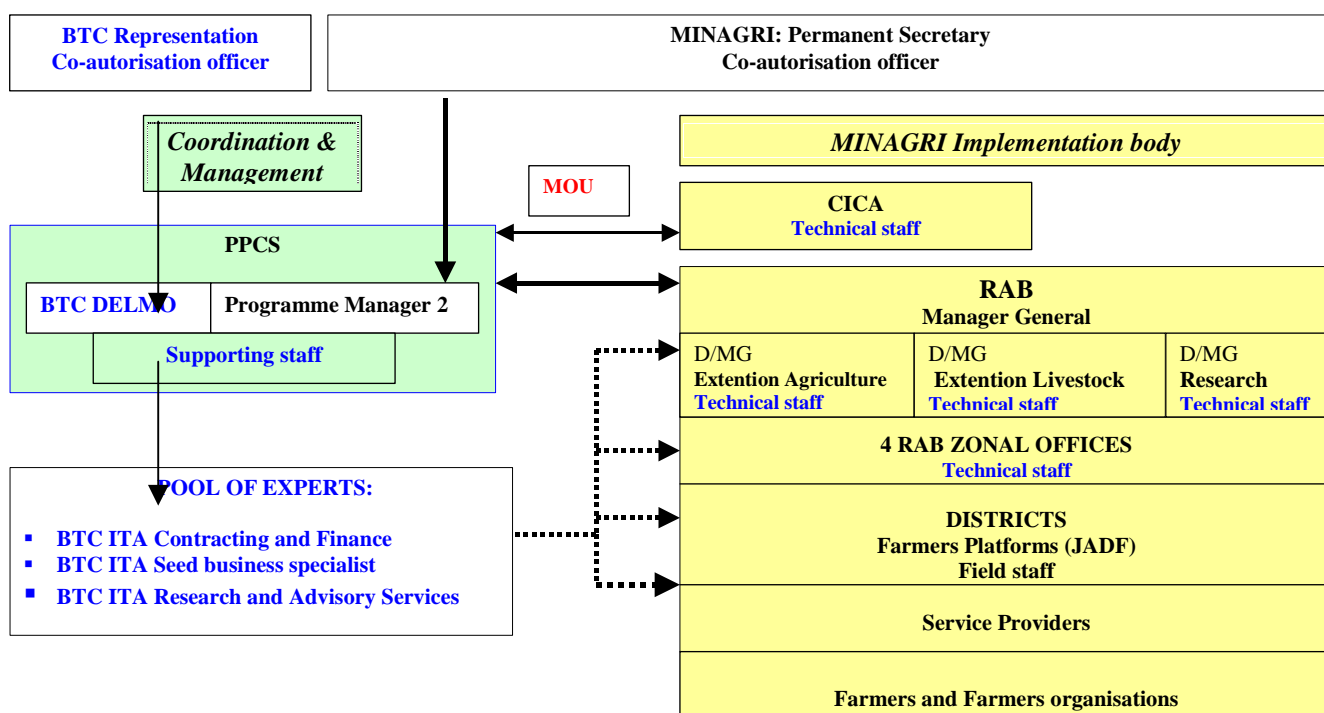 BTC Representation
Co-autorisation officer
MINAGRI: Permanent Secretary
Co-autorisation officer
Coordination &
Management
MINAGRI Implementation body
MOU
CICA
Technical staff
PPCS
BTC DELMO
Programme Manager 2
Supporting staff
RAB
Manager General
D/MG
Extention Agriculture
Technical staff
D/MG
Extention Livestock
Technical staff
D/MG
Research
Technical staff
4 RAB ZONAL OFFICES
Technical staff
POOL OF EXPERTS:
▪ BTC ITA Contracting and Finance
▪ BTC ITA Seed business specialist
▪ BTC ITA Research and Advisory Services
DISTRICTS
Farmers Platforms (JADF)
Field staff
Service Providers
Farmers and Farmers organisations